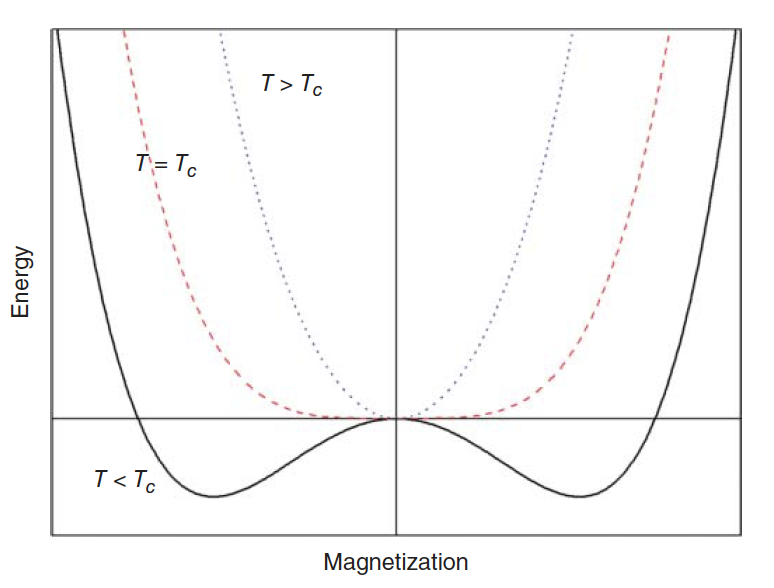 T > Tc
T = Tc
Energy
T < Tc
Magnetization